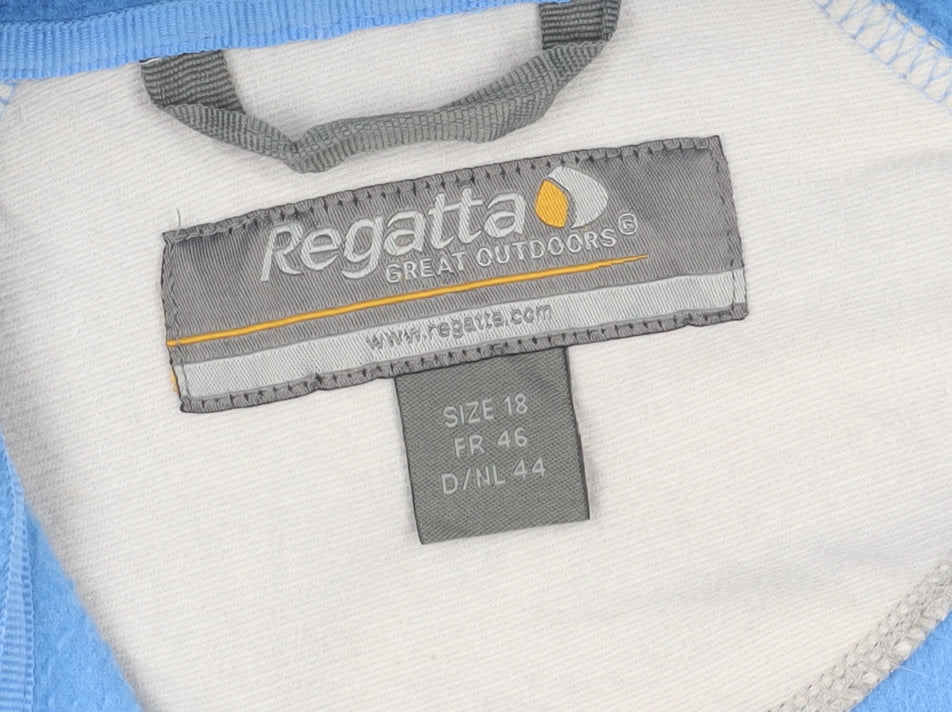 Regatta
GREAT OUTDOORS®
www.regatta.com
SIZE 18
FR 46
D/NL 44